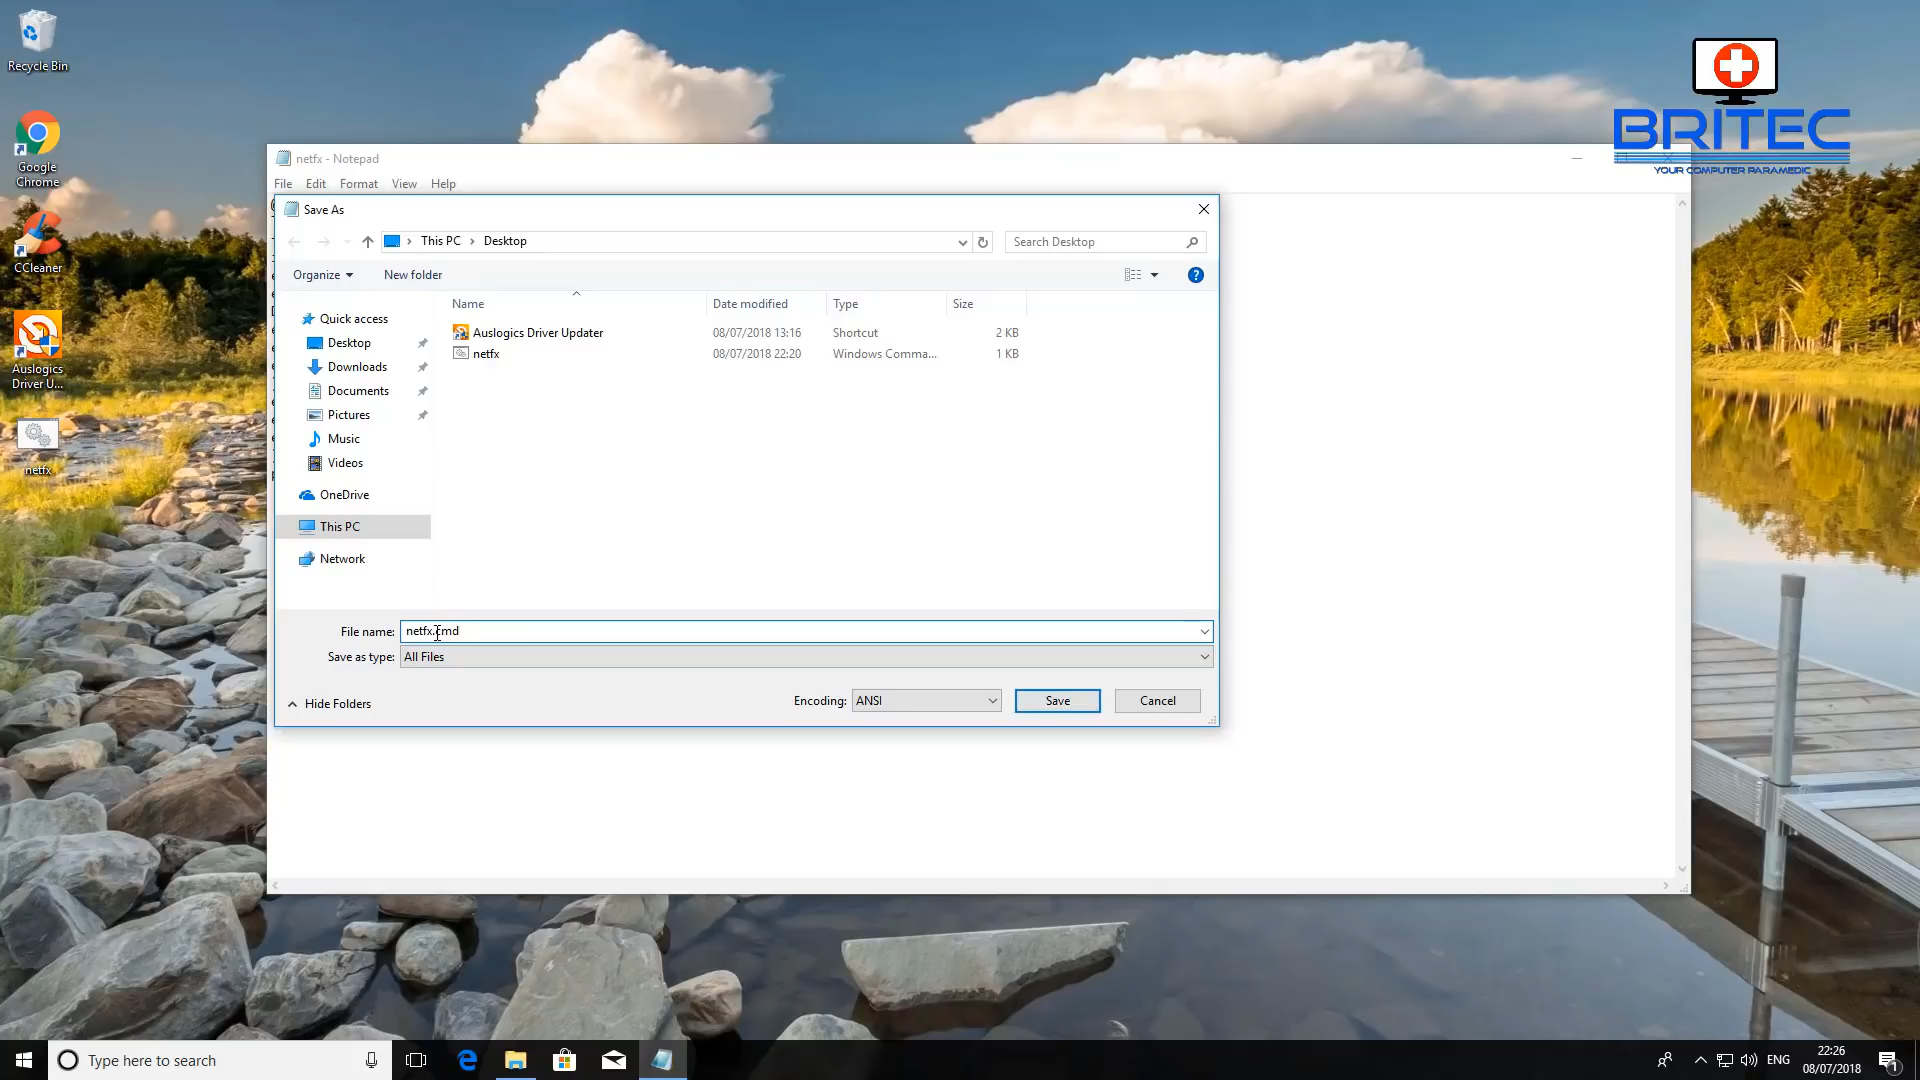 Recycle Bin
Google
Chrome
CCleaner
Auslogics
Driver U...
netfx
BRITEC
YOUR COMPUTER PARAMEDIC
netfx - Notepad
File Edit Format View Help
Save As
This PC > Desktop
Search Desktop
Organize New folder
Name Date modified Type Size
Auslogics Driver Updater 08/07/2018 13:16 Shortcut 2 KB
netfx 08/07/2018 22:20 Windows Comma... 1 KB
Quick access
Desktop
Downloads
Documents
Pictures
Music
Videos
OneDrive
This PC
Network
File name: netfx.cmd
Save as type: All Files
Hide Folders
Encoding: ANSI
Save Cancel
Type here to search
ENG
22:26
08/07/2018
1